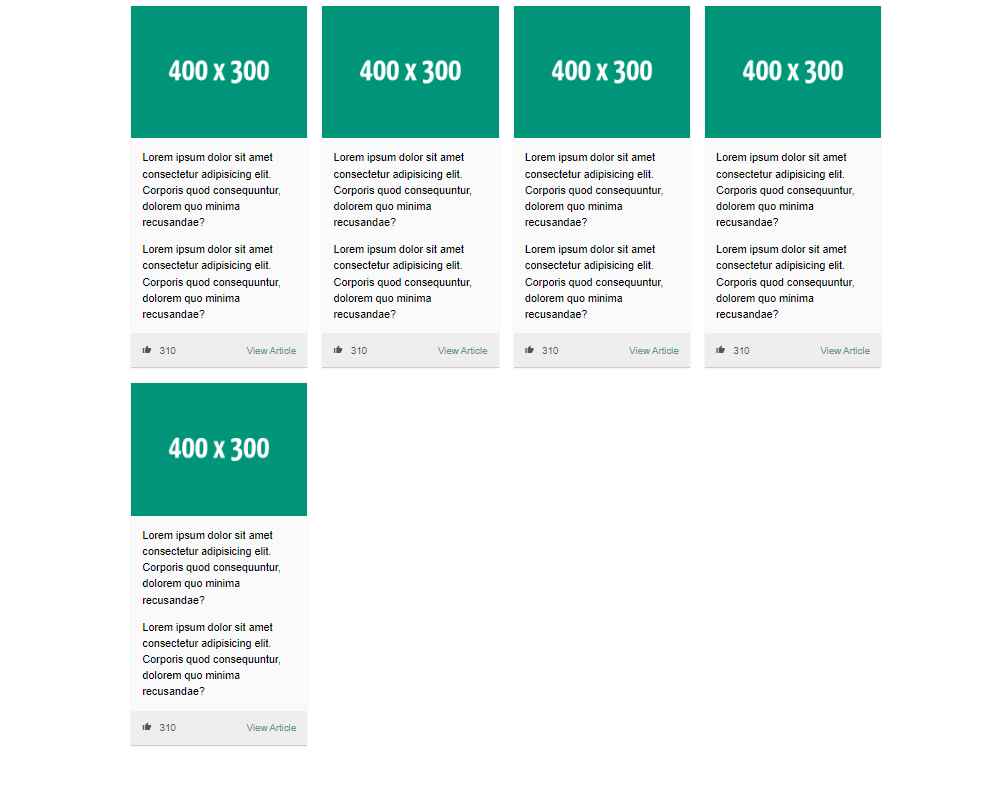 400 x 300
Lorem ipsum dolor sit amet
consectetur adipisicing elit.
Corporis quod consequuntur,
dolorem quo minima
recusandae?
Lorem ipsum dolor sit amet
consectetur adipisicing elit.
Corporis quod consequuntur,
dolorem quo minima
recusandae?
310 View Article
400 x 300
Lorem ipsum dolor sit amet
consectetur adipisicing elit.
Corporis quod consequuntur,
dolorem quo minima
recusandae?
Lorem ipsum dolor sit amet
consectetur adipisicing elit.
Corporis quod consequuntur,
dolorem quo minima
recusandae?
310 View Article
400 x 300
Lorem ipsum dolor sit amet
consectetur adipisicing elit.
Corporis quod consequuntur,
dolorem quo minima
recusandae?
Lorem ipsum dolor sit amet
consectetur adipisicing elit.
Corporis quod consequuntur,
dolorem quo minima
recusandae?
310 View Article
400 x 300
Lorem ipsum dolor sit amet
consectetur adipisicing elit.
Corporis quod consequuntur,
dolorem quo minima
recusandae?
Lorem ipsum dolor sit amet
consectetur adipisicing elit.
Corporis quod consequuntur,
dolorem quo minima
recusandae?
310 View Article
400 x 300
Lorem ipsum dolor sit amet
consectetur adipisicing elit.
Corporis quod consequuntur,
dolorem quo minima
recusandae?
Lorem ipsum dolor sit amet
consectetur adipisicing elit.
Corporis quod consequuntur,
dolorem quo minima
recusandae?
310 View Article